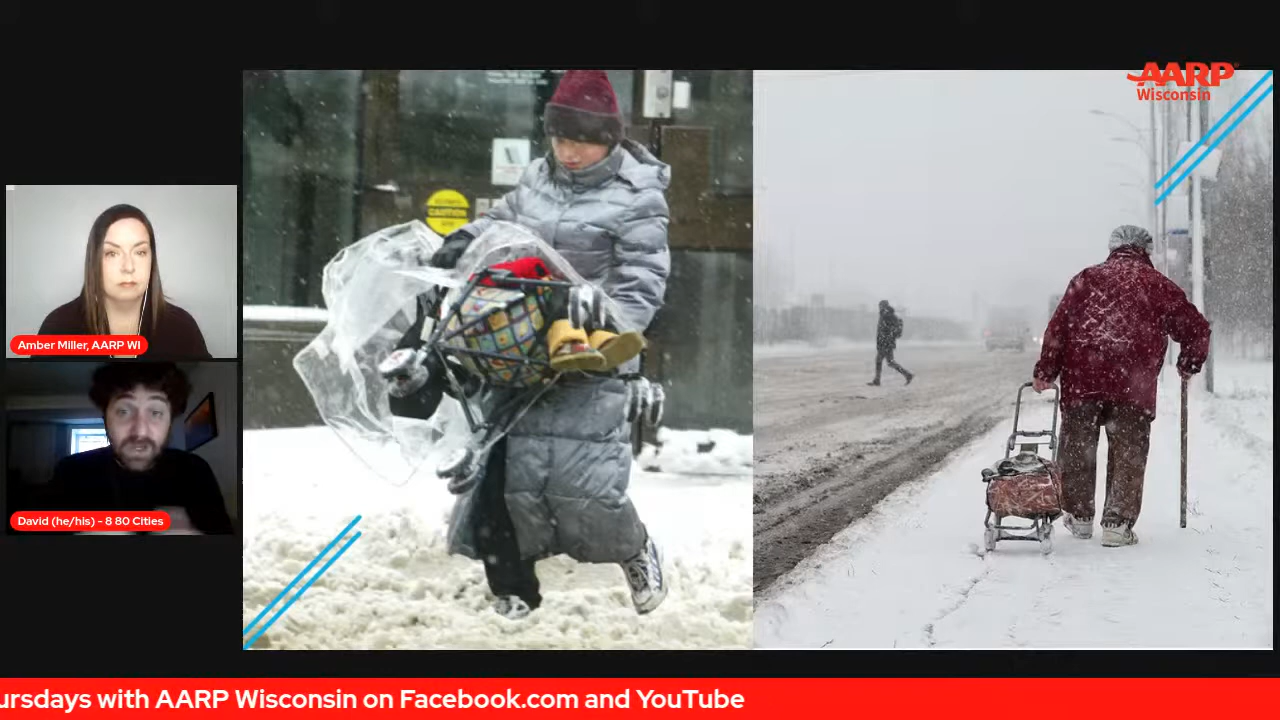 AARP
Wisconsin
CAUTION
Amber Miller, AARP WI
David (he/his) - 8 80 Cities
ursdays with AARP Wisconsin on Facebook.com and YouTube